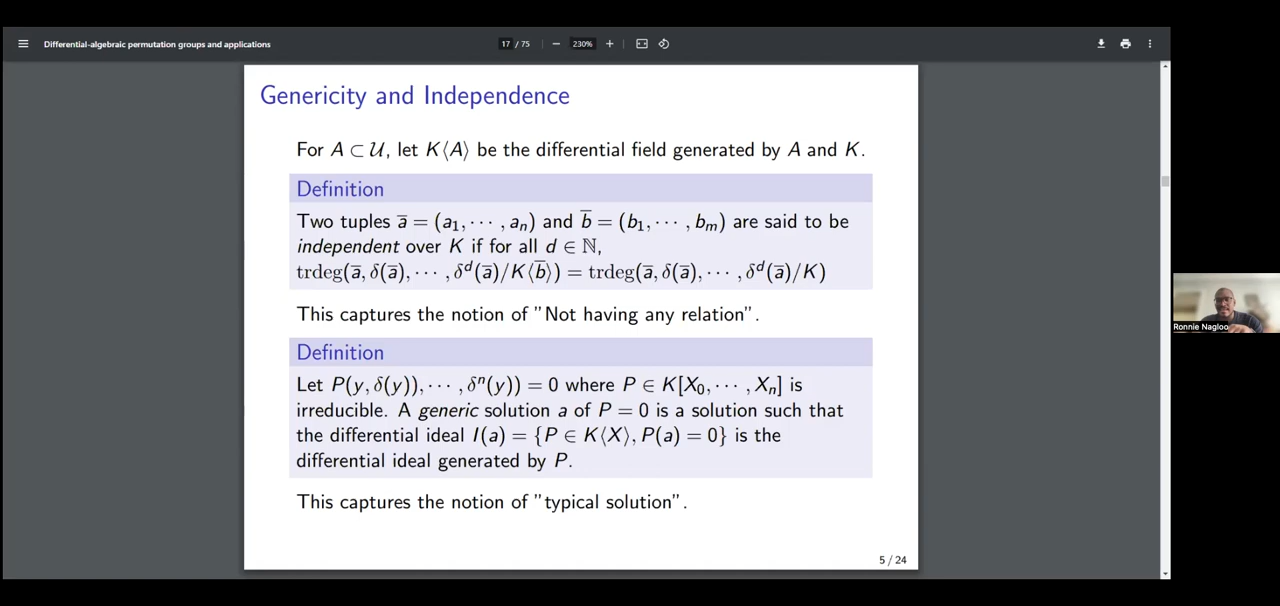 Differential-algebraic permutation groups and applications
17 / 75 — 230% +
Genericity and Independence
For A ⊂ 𝒰, let K⟨A⟩ be the differential field generated by A and K.
Definition
Two tuples a̅ = (a₁, ⋯ , aₙ) and b̅ = (b₁, ⋯ , bₘ) are said to be
independent over K if for all d ∈ ℕ,
trdeg(a̅, δ(a̅), ⋯ , δᵈ(a̅)/K⟨b̅⟩) = trdeg(a̅, δ(a̅), ⋯ , δᵈ(a̅)/K)
This captures the notion of "Not having any relation".
Definition
Let P(y, δ(y)), ⋯ , δⁿ(y)) = 0 where P ∈ K[X₀, ⋯ , Xₙ] is
irreducible. A generic solution a of P = 0 is a solution such that
the differential ideal I(a) = {P ∈ K⟨X⟩, P(a) = 0} is the
differential ideal generated by P.
This captures the notion of "typical solution".
5 / 24
Ronnie Nagloo